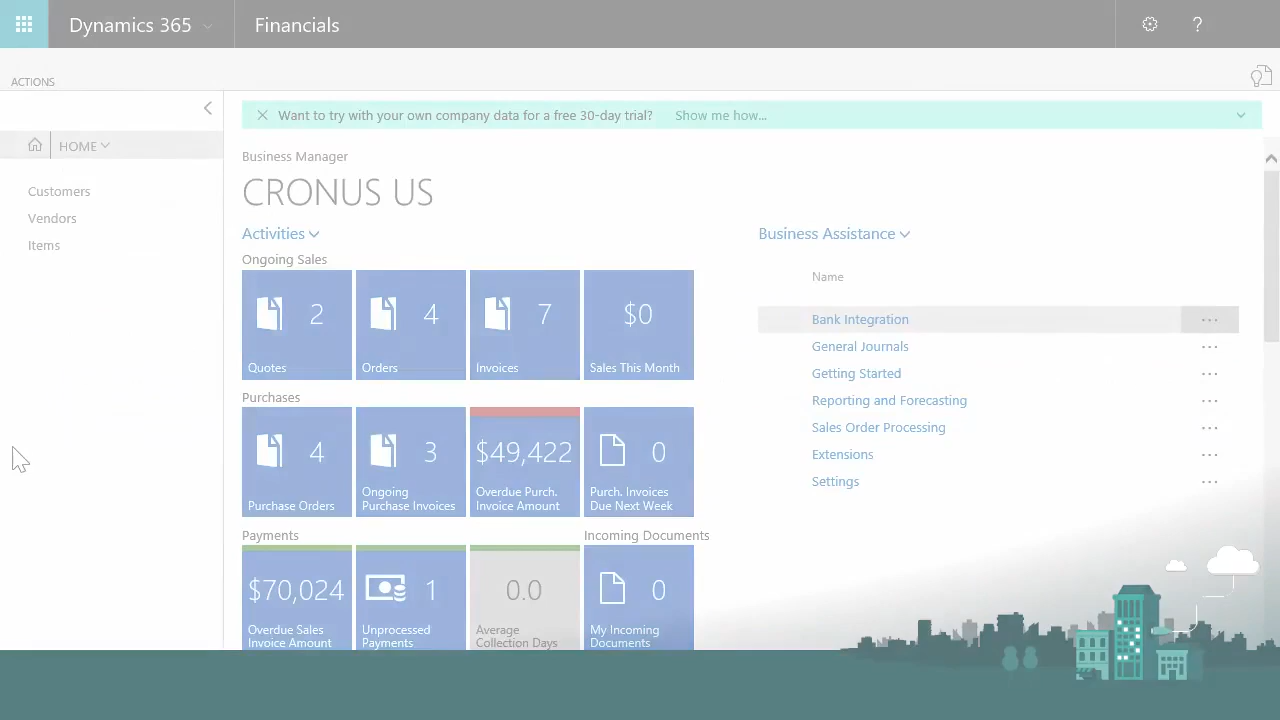 Dynamics 365
Financials
?
ACTIONS
Want to try with your own company data for a free 30-day trial? Show me how...
HOME
Customers
Vendors
Items
Business Manager
CRONUS US
Activities
Ongoing Sales
2
Quotes
4
Orders
7
Invoices
$0
Sales This Month
Purchases
4
Purchase Orders
3
Ongoing
Purchase Invoices
$49,422
Overdue Purch.
Invoice Amount
0
Purch. Invoices
Due Next Week
Payments
$70,024
Overdue Sales
Invoice Amount
1
Unprocessed
Payments
0.0
Average
Collection Days
Incoming Documents
0
My Incoming
Documents
Business Assistance
Name
Bank Integration
General Journals
Getting Started
Reporting and Forecasting
Sales Order Processing
Extensions
Settings